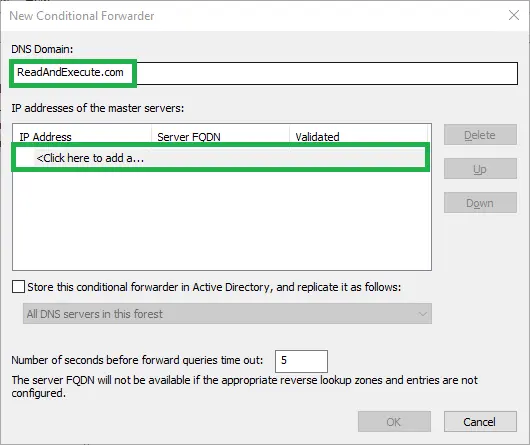 New Conditional Forwarder
DNS Domain:
ReadAndExecute.com
IP addresses of the master servers:
IP Address Server FQDN Validated
<Click here to add a...
Delete
Up
Down
Store this conditional forwarder in Active Directory, and replicate it as follows:
All DNS servers in this forest
Number of seconds before forward queries time out: 5
The server FQDN will not be available if the appropriate reverse lookup zones and entries are not
configured.
OK Cancel